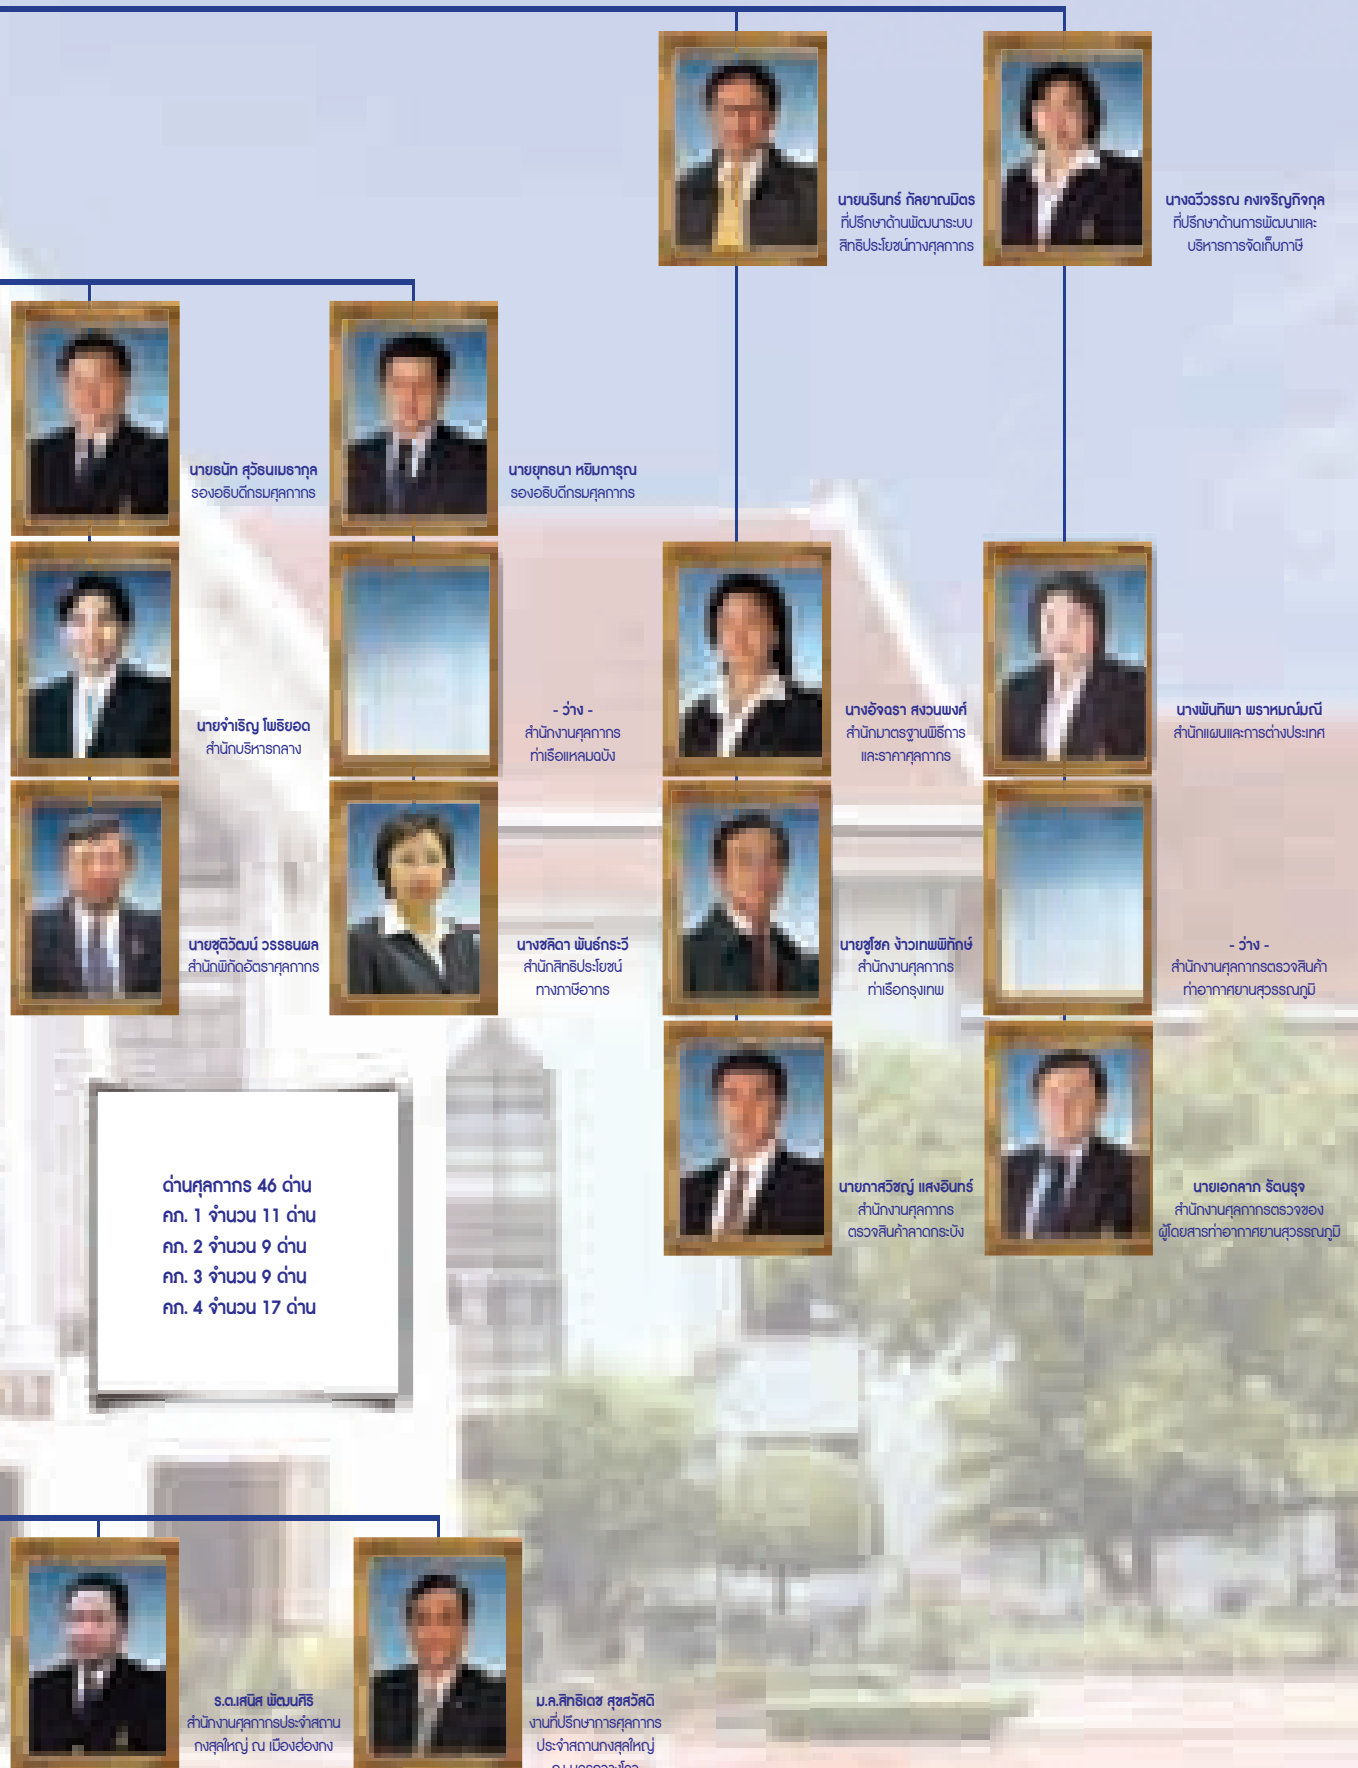 นายนรินทร์ กัลยาณมิตร
ที่ปรึกษาด้านพัฒนาระบบ
สิทธิประโยชน์ทางศุลกากร
นางฉวีวรรณ คงเจริญกิจกุล
ที่ปรึกษาด้านการพัฒนาและ
บริหารการจัดเก็บภาษี
นายธนัท สุวัธนเมธากุล
รองอธิบดีกรมศุลกากร
นายยุทธนา หยิมการุณ
รองอธิบดีกรมศุลกากร
นายจำเริญ โพธิยอด
สำนักบริหารกลาง
- ว่าง -
สำนักงานศุลกากร
ท่าเรือแหลมฉบัง
นางอัจฉรา สงวนพงศ์
สำนักมาตรฐานพิธีการ
และราคาศุลกากร
นางพันทิพา พราหมณ์มณี
สำนักแผนและการต่างประเทศ
นายชุติวัฒน์ วรรธนผล
สำนักพิกัดอัตราศุลกากร
นางชลิดา พันธ์กระวี
สำนักสิทธิประโยชน์
ทางภาษีอากร
นายชูโชค ง้าวเทพพิทักษ์
สำนักงานศุลกากร
ท่าเรือกรุงเทพ
- ว่าง -
สำนักงานศุลกากรตรวจสินค้า
ท่าอากาศยานสุวรรณภูมิ
นายภาสวิชญ์ แสงอินทร์
สำนักงานศุลกากร
ตรวจสินค้าลาดกระบัง
นายเอกลาภ รัตนรุจ
สำนักงานศุลกากรตรวจของ
ผู้โดยสารท่าอากาศยานสุวรรณภูมิ
ด่านศุลกากร 46 ด่าน
คภ. 1 จำนวน 11 ด่าน
คภ. 2 จำนวน 9 ด่าน
คภ. 3 จำนวน 9 ด่าน
คภ. 4 จำนวน 17 ด่าน
ร.ต.เสนิศ พัฒนศิริ
สำนักงานศุลกากรประจำสถาน
กงสุลใหญ่ ณ เมืองฮ่องกง
ม.ล.สิทธิเดช สุขสวัสดิ
งานที่ปรึกษาการศุลกากร
ประจำสถานกงสุลใหญ่